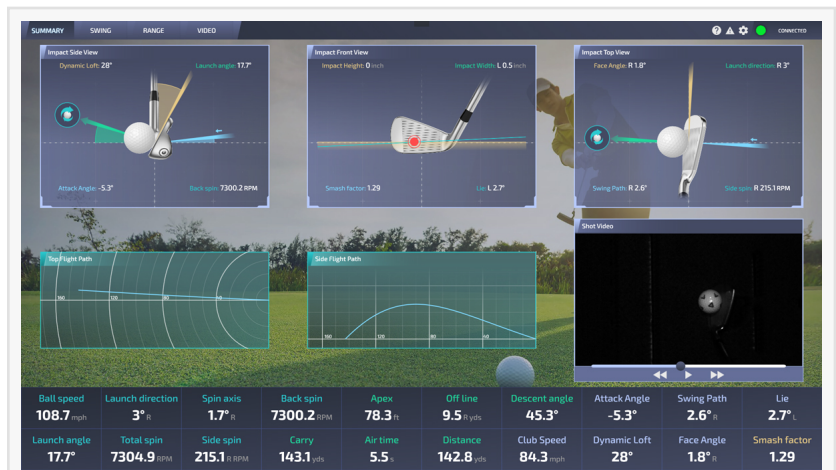 SUMMARY SWING RANGE VIDEO CONNECTED
Impact Side View
Dynamic Loft: 28° Launch angle: 17.7°
Attack Angle: -5.3° Back spin: 7300.2 RPM
Impact Front View
Impact Height: 0 inch Impact Width: L 0.5 inch
Smash factor: 1.29 Lie: L 2.7°
Impact Top View
Face Angle: R 1.8° Launch direction: R 3°
Swing Path: R 2.6° Side spin: R 215.1 RPM
Top Flight Path
160 120 80 40
Side Flight Path
160 120 80 40
Shot Video
Ball speed Launch direction Spin axis Back spin Apex Off line Descent angle Attack Angle Swing Path Lie
108.7 mph 3° R 1.7° R 7300.2 RPM 78.3 ft 9.5 R yds 45.3° -5.3° 2.6° R 2.7° L
Launch angle Total spin Side spin Carry Air time Distance Club Speed Dynamic Loft Face Angle Smash factor
17.7° 7304.9 RPM 215.1 R RPM 143.1 yds 5.5 s 142.8 yds 84.3 mph 28° 1.8° R 1.29